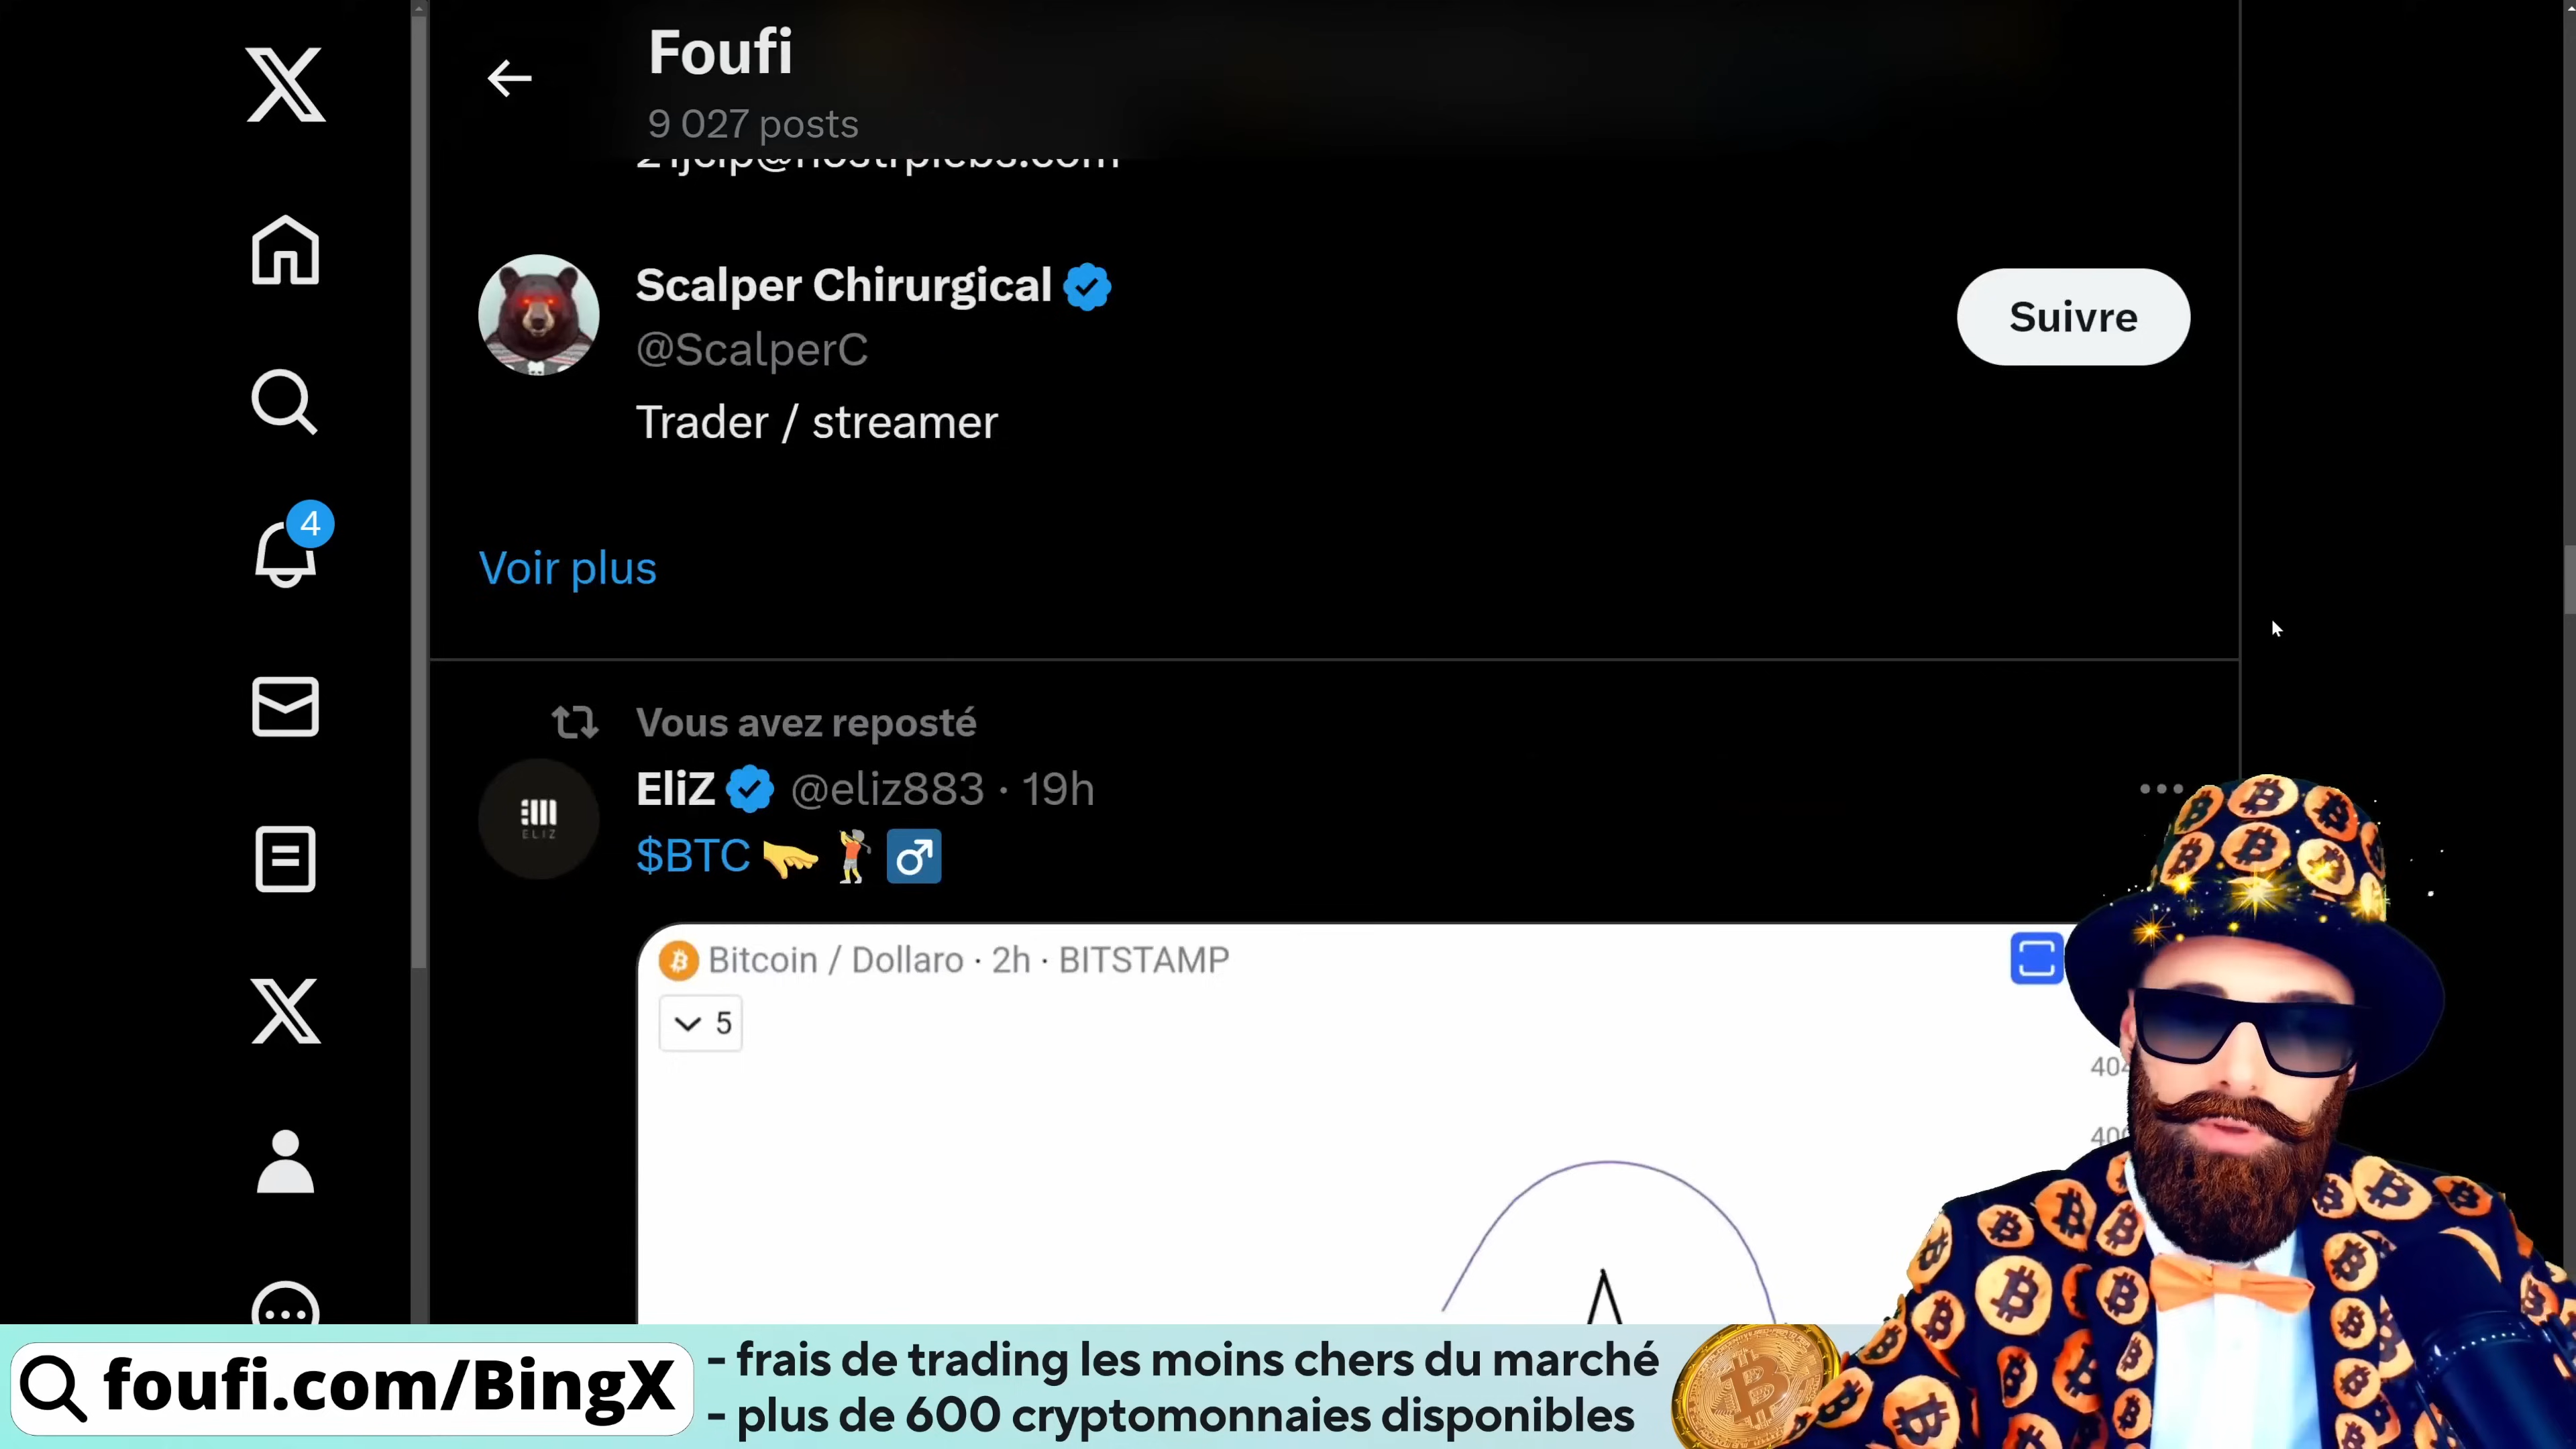 Foufi
9 027 posts
Scalper Chirurgical
@ScalperC
Suivre
Trader / streamer
4
Voir plus
Vous avez reposté
EliZ @eliz883 · 19h
ELIZ
$BTC
Bitcoin / Dollaro · 2h · BITSTAMP
5
foufi.com/BingX
- frais de trading les moins chers du marché
- plus de 600 cryptomonnaies disponibles